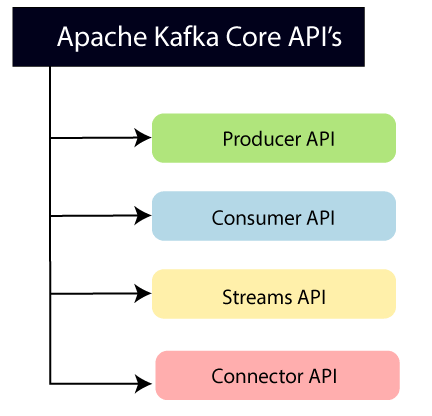 Apache Kafka Core API's
Producer API
Consumer API
Streams API
Connector API